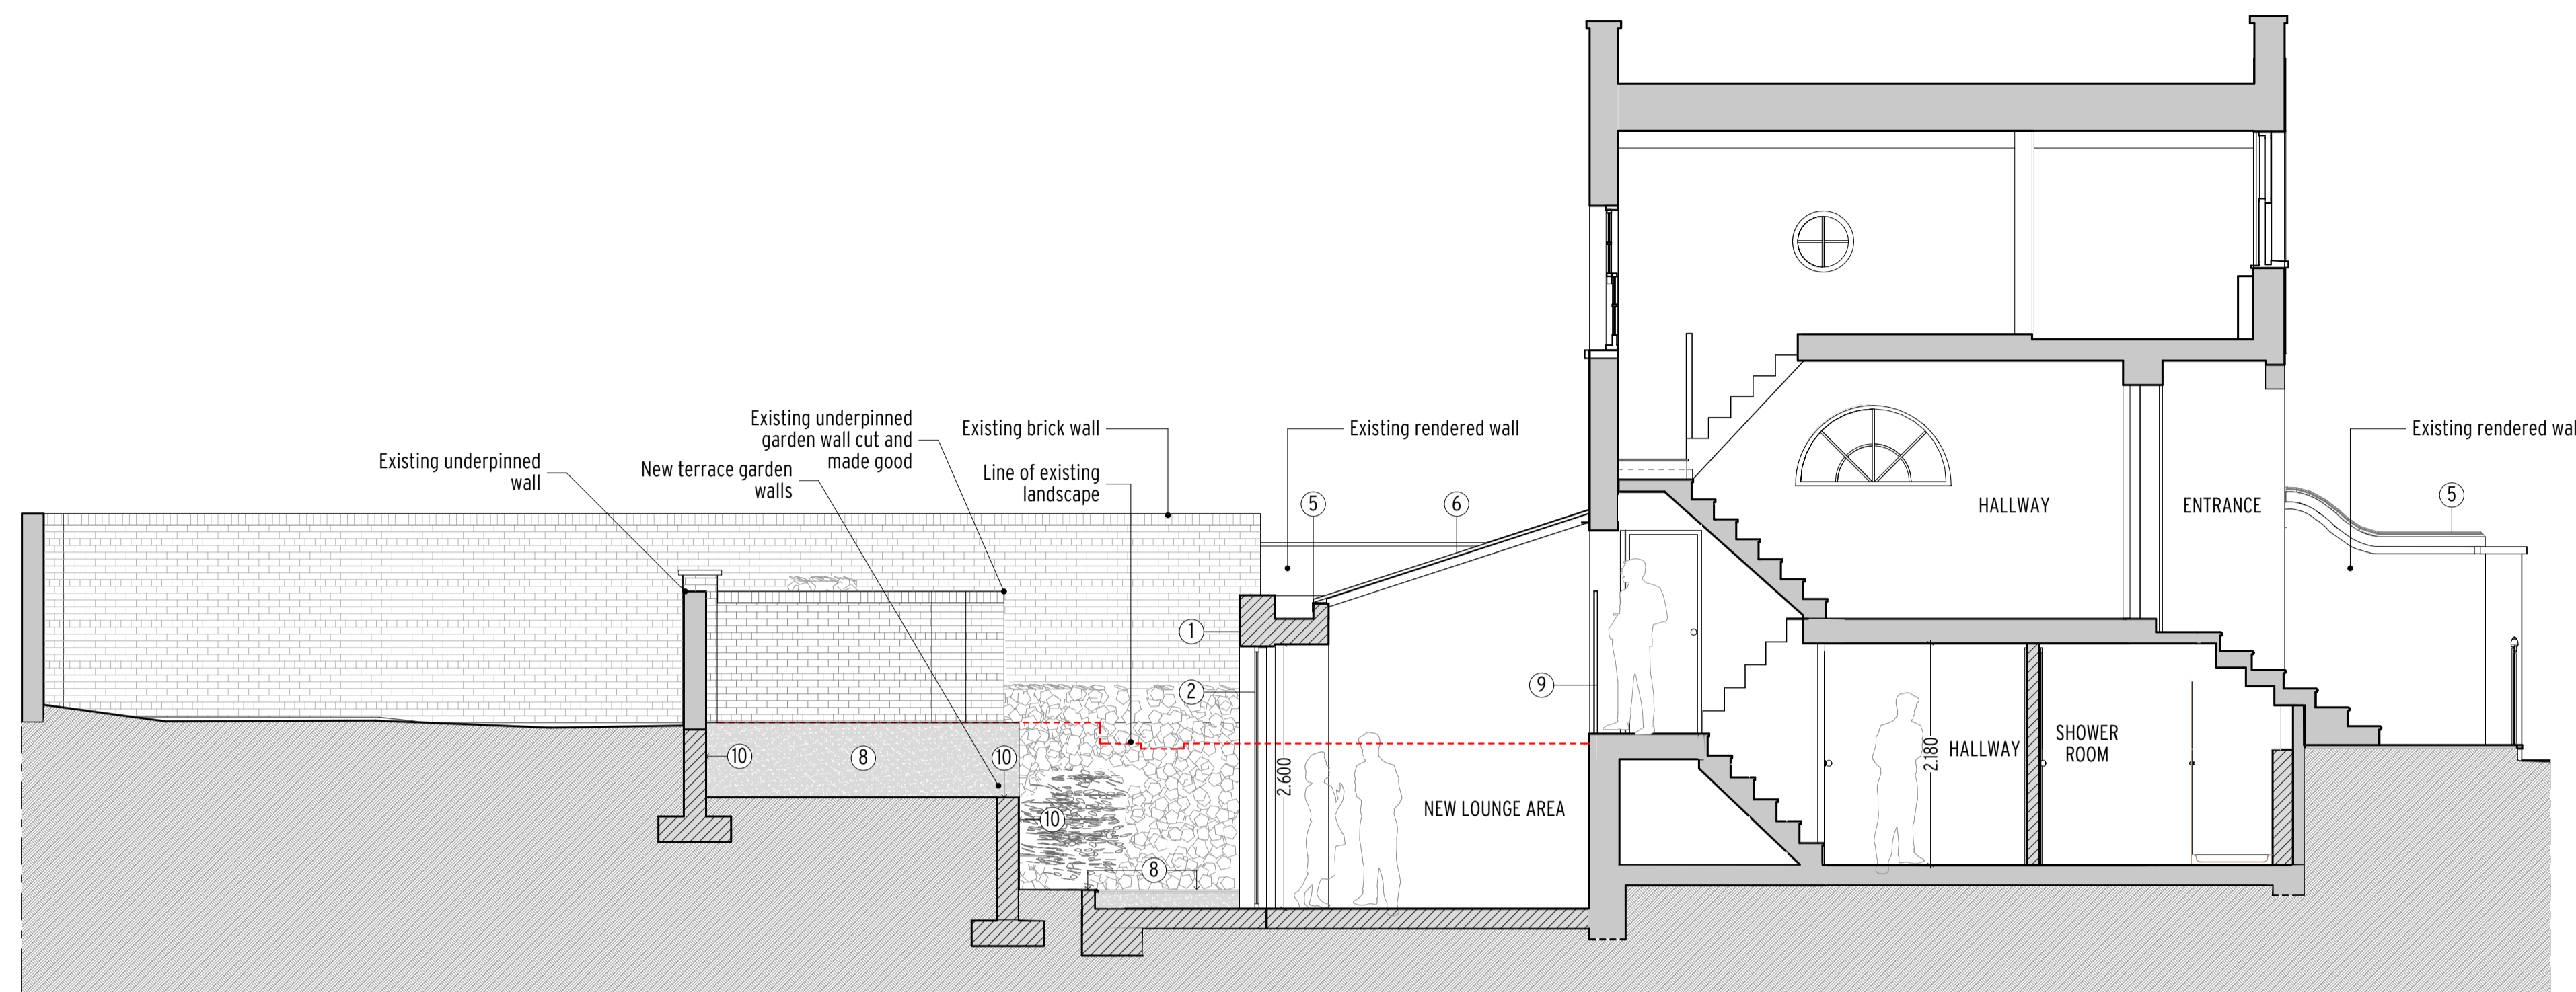 Existing underpinned
wall
New terrace garden
walls
Existing underpinned
garden wall cut and
made good
Existing brick wall
Line of existing
landscape
Existing rendered wall
Existing rendered wal
5
6
5
HALLWAY
ENTRANCE
1
2
9
10
8
10
10
8
2.600
NEW LOUNGE AREA
2.180
HALLWAY
SHOWER
ROOM